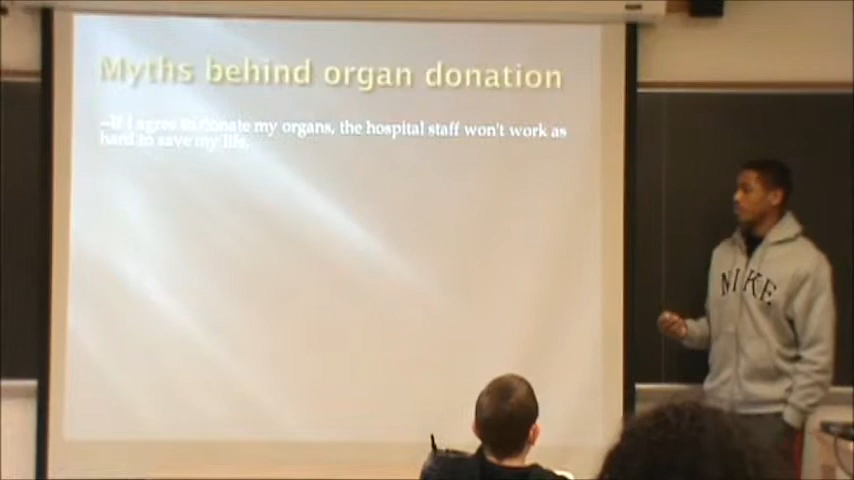 Myths behind organ donation
–If I agree to donate my organs, the hospital staff won't work as
hard to save my life.
NIKE